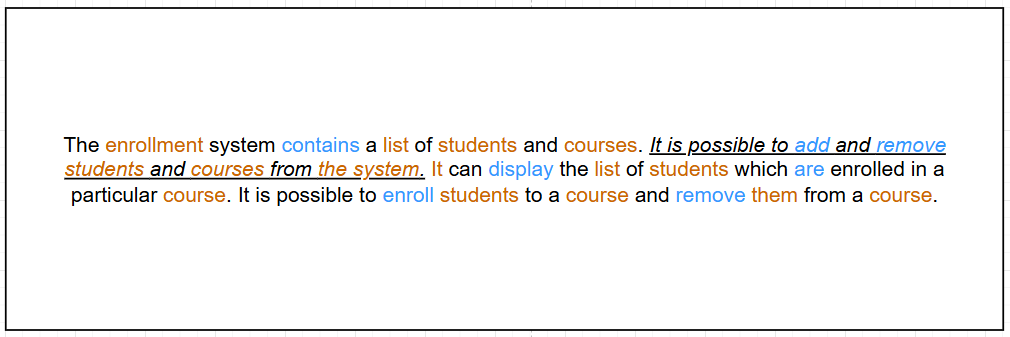 The enrollment system contains a list of students and courses. It is possible to add and remove
students and courses from the system. It can display the list of students which are enrolled in a
particular course. It is possible to enroll students to a course and remove them from a course.